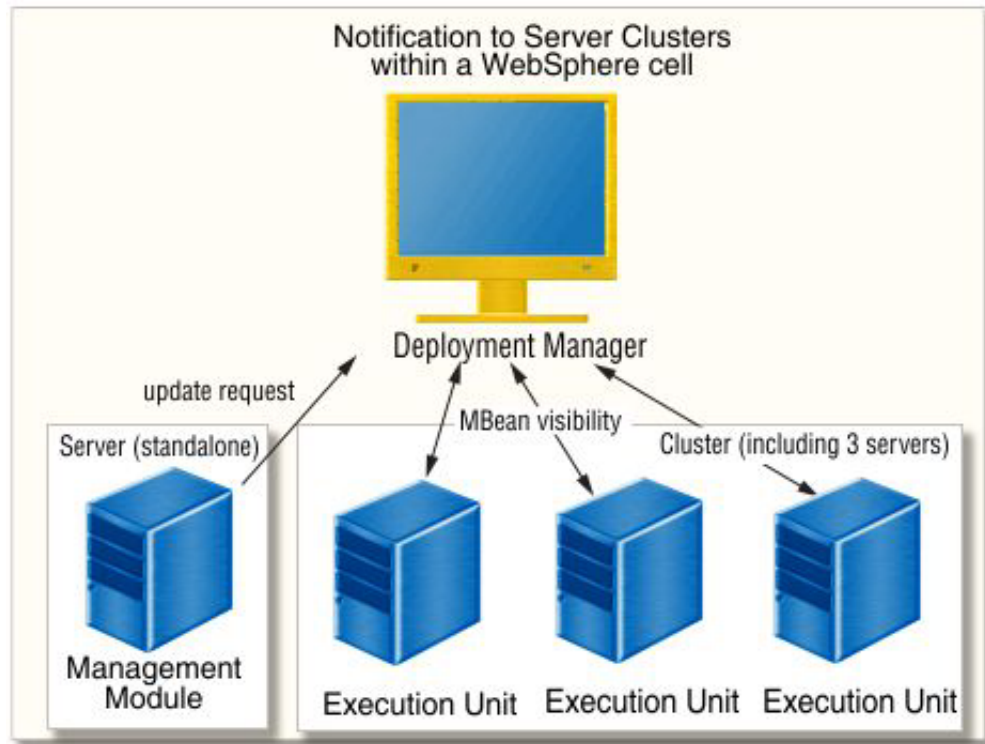 Notification to Server Clusters
within a WebSphere cell
Deployment Manager
update request
MBean visibility
Server (standalone)
Cluster (including 3 servers)
Management
Module
Execution Unit
Execution Unit
Execution Unit